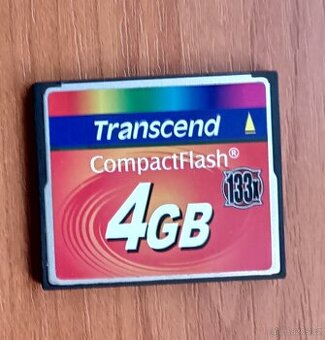 Transcend
CompactFlash®
133x
4GB